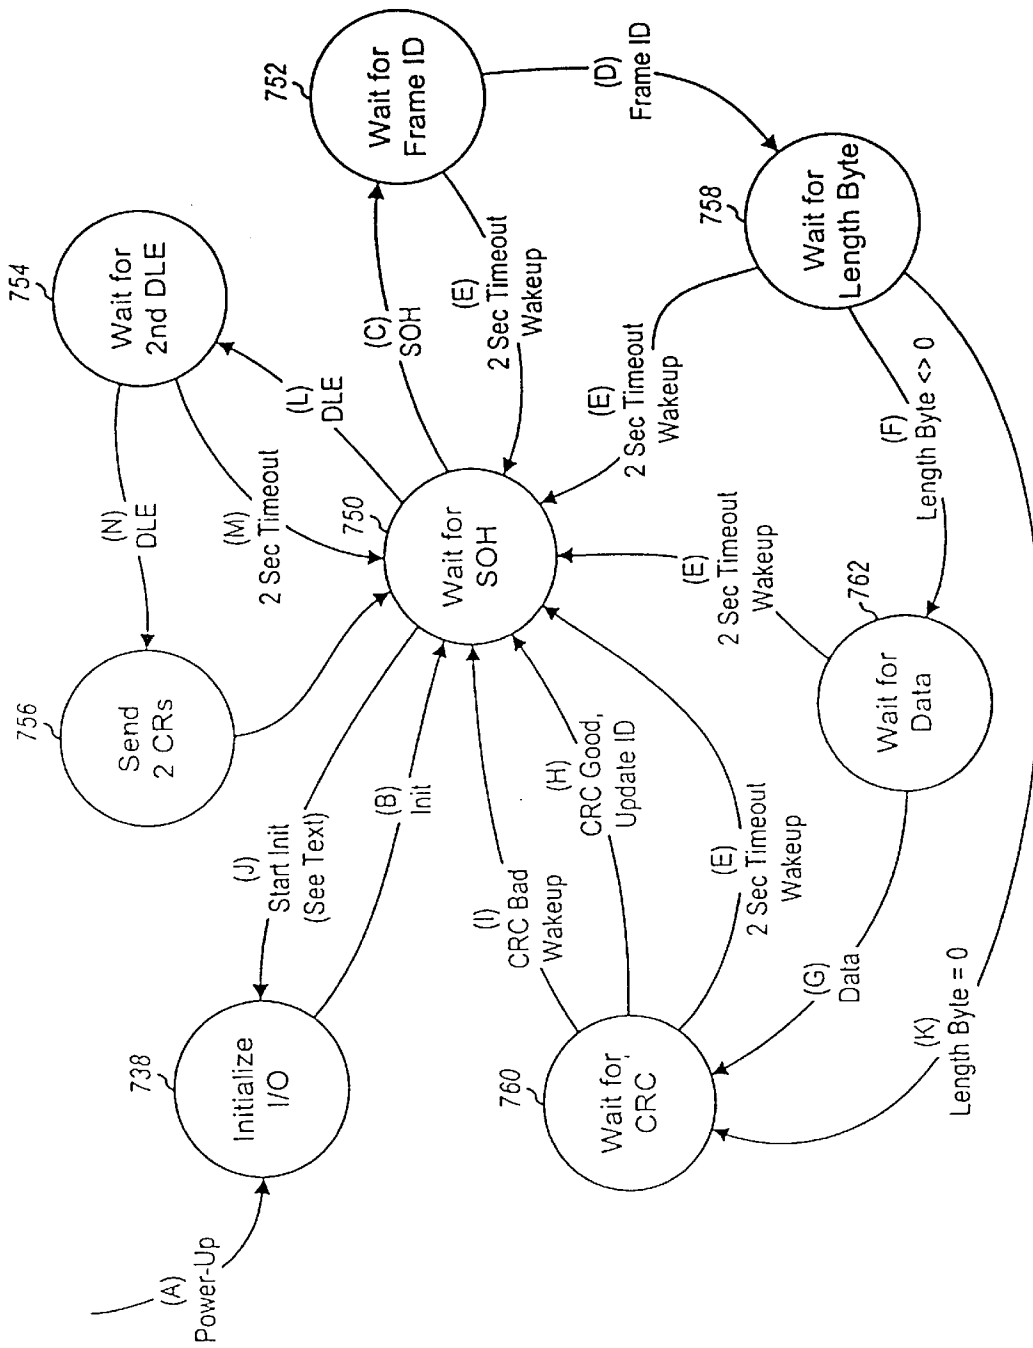 (A)
Power-Up
738
Initialize
I/O
(J)
Start Init
(See Text)
(B)
Init
756
Send
2 CRs
(N)
DLE
754
Wait for
2nd DLE
(M)
2 Sec Timeout
(L)
DLE
750
Wait for
SOH
(C)
SOH
752
Wait for
Frame ID
(E)
2 Sec Timeout
Wakeup
(D)
Frame ID
758
Wait for
Length Byte
(E)
2 Sec Timeout
Wakeup
(F)
Length Byte <> 0
762
Wait for
Data
(E)
2 Sec Timeout
Wakeup
(G)
Data
(K)
Length Byte = 0
760
Wait for
CRC
(I)
CRC Bad
Wakeup
(H)
CRC Good,
Update ID
(E)
2 Sec Timeout
Wakeup